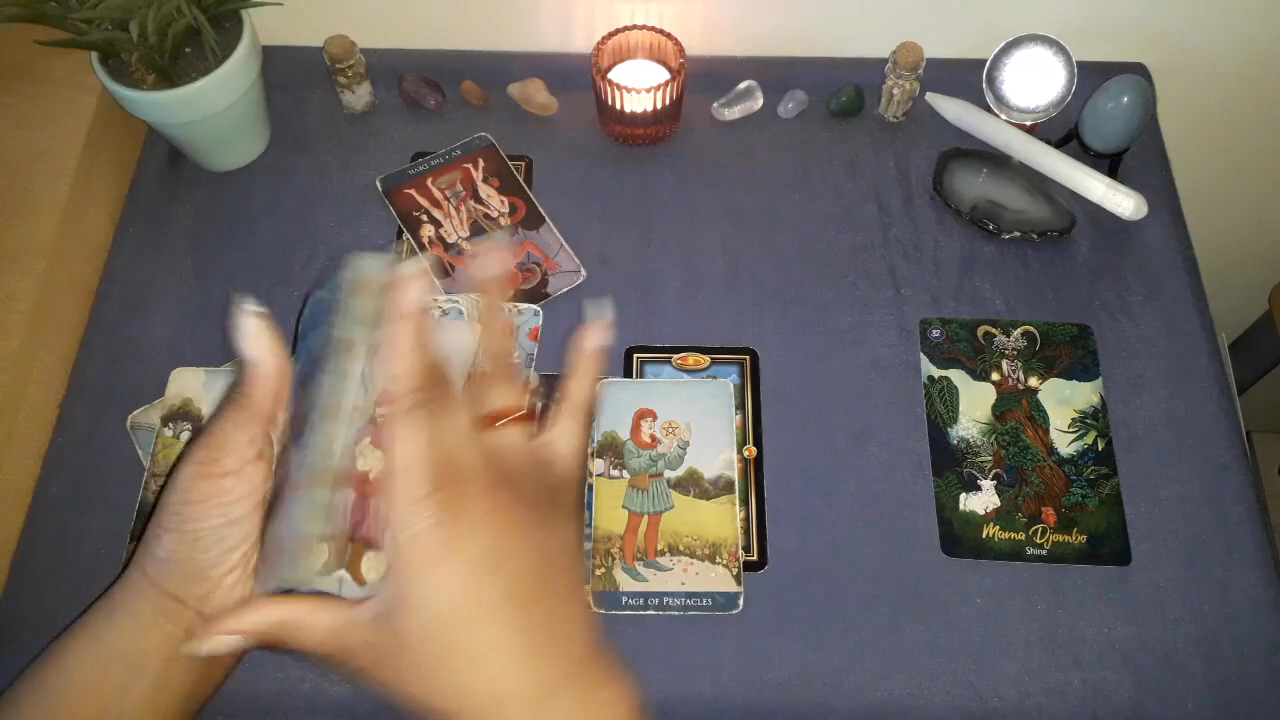 XV • THE DEVIL
32
PAGE OF PENTACLES
Mama Djombo
Shine